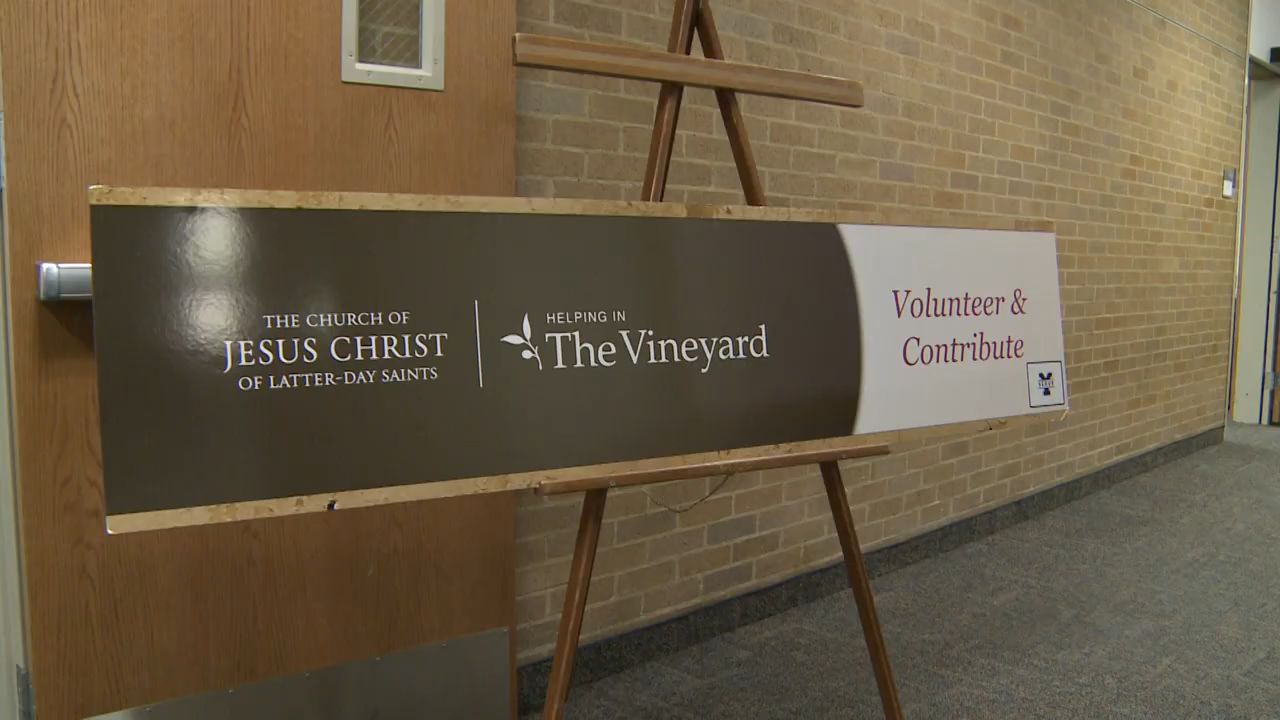 THE CHURCH OF
JESUS CHRIST
OF LATTER-DAY SAINTS
HELPING IN
The Vineyard
Volunteer &
Contribute